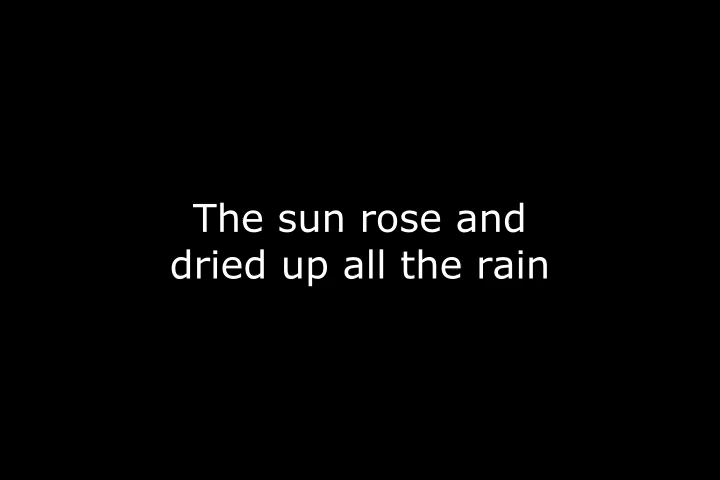 The sun rose and
dried up all the rain